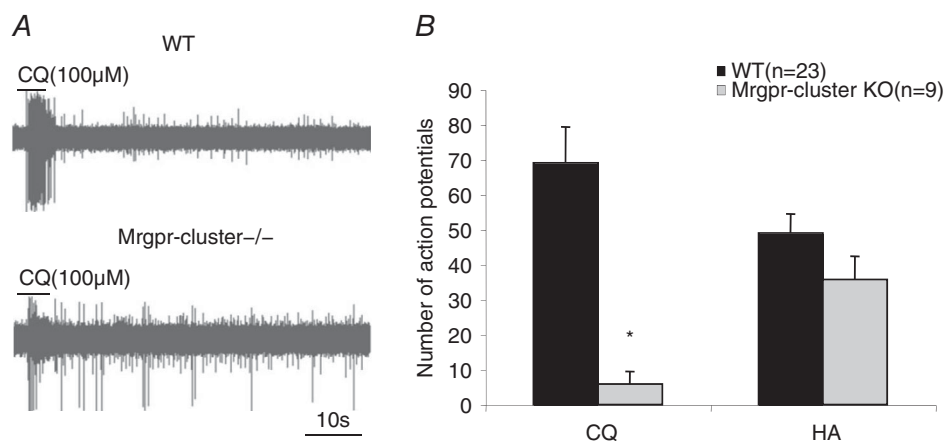 A
WT
CQ(100µM)
Mrgpr-cluster−/−
CQ(100µM)
10s
B
WT(n=23)
Mrgpr-cluster KO(n=9)
Number of action potentials
90
80
70
60
50
40
30
20
10
0
*
CQ
HA